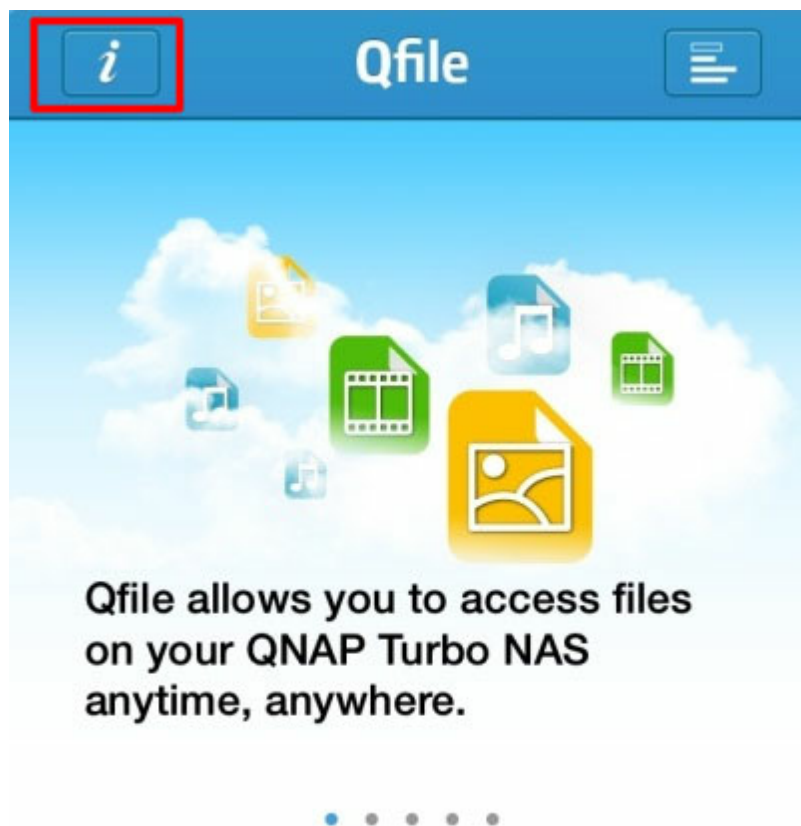 i Qfile
Qfile allows you to access files
on your QNAP Turbo NAS
anytime, anywhere.